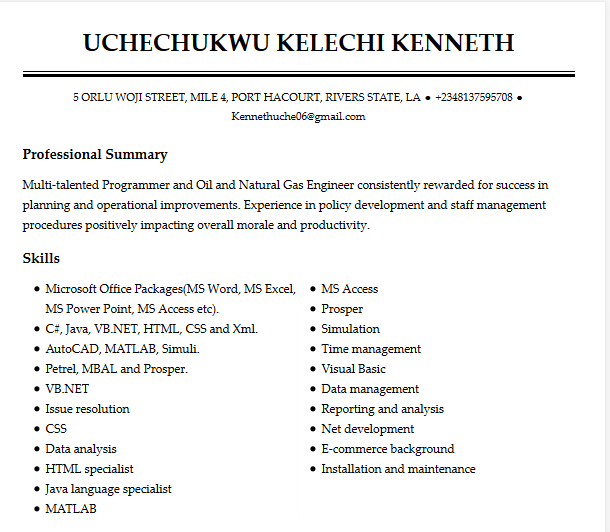 UCHECHUKWU KELECHI KENNETH
5 ORLU WOJI STREET, MILE 4, PORT HACOURT, RIVERS STATE, LA ● +2348137595708 ●
Kennethuche06@gmail.com
Professional Summary
Multi-talented Programmer and Oil and Natural Gas Engineer consistently rewarded for success in
planning and operational improvements. Experience in policy development and staff management
procedures positively impacting overall morale and productivity.
Skills
● Microsoft Office Packages(MS Word, MS Excel,
MS Power Point, MS Access etc).
● C#, Java, VB.NET, HTML, CSS and Xml.
● AutoCAD, MATLAB, Simuli.
● Petrel, MBAL and Prosper.
● VB.NET
● Issue resolution
● CSS
● Data analysis
● HTML specialist
● Java language specialist
● MATLAB
● MS Access
● Prosper
● Simulation
● Time management
● Visual Basic
● Data management
● Reporting and analysis
● Net development
● E-commerce background
● Installation and maintenance